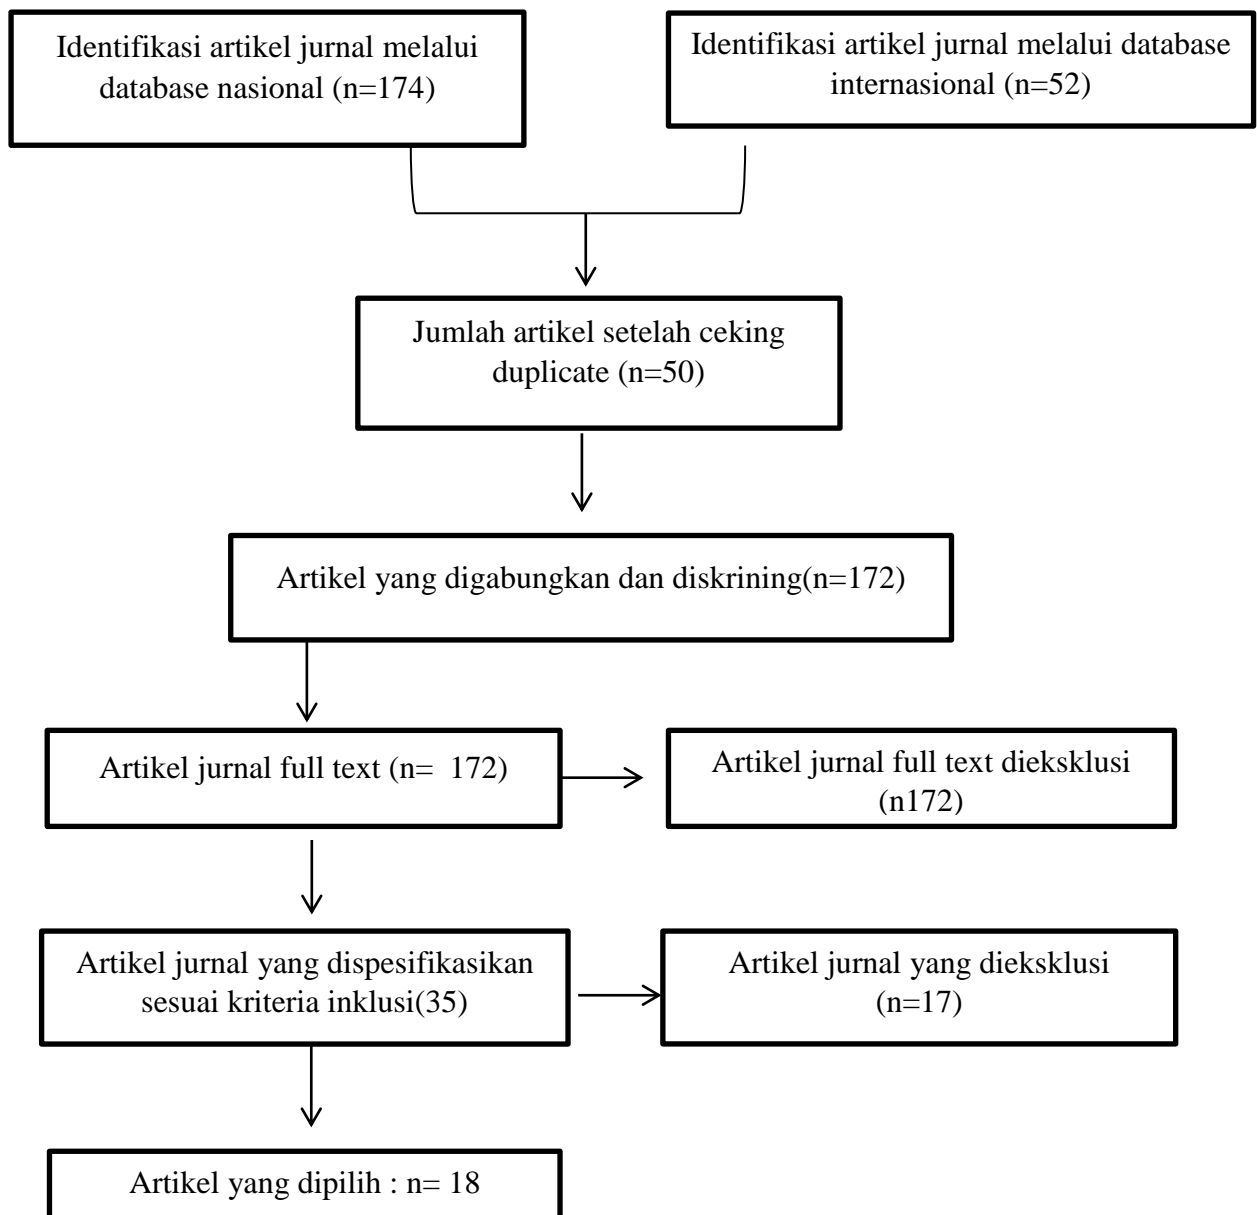 Identifikasi artikel jurnal melalui
database nasional (n=174)
Identifikasi artikel jurnal melalui database
internasional (n=52)
Jumlah artikel setelah ceking
duplicate (n=50)
Artikel yang digabungkan dan diskrining(n=172)
Artikel jurnal full text (n=  172)
Artikel jurnal full text dieksklusi
(n172)
Artikel jurnal yang dispesifikasikan
sesuai kriteria inklusi(35)
Artikel jurnal yang dieksklusi
(n=17)
Artikel yang dipilih : n= 18